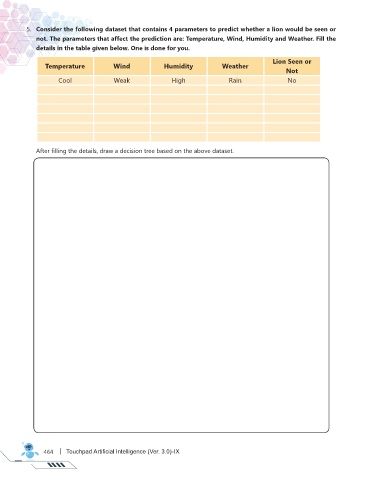 5. Consider the following dataset that contains 4 parameters to predict whether a lion would be seen or
not. The parameters that affect the prediction are: Temperature, Wind, Humidity and Weather. Fill the
details in the table given below. One is done for you.
Temperature Wind Humidity Weather Lion Seen or
Not
Cool Weak High Rain No
After filling the details, draw a decision tree based on the above dataset.
464 | Touchpad Artificial Intelligence (Ver. 3.0)-IX